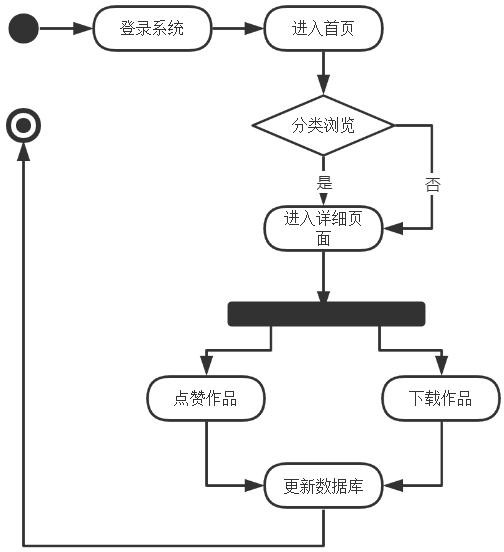 登录系统
进入首页
分类浏览
是
否
进入详细页
面
点赞作品
下载作品
更新数据库